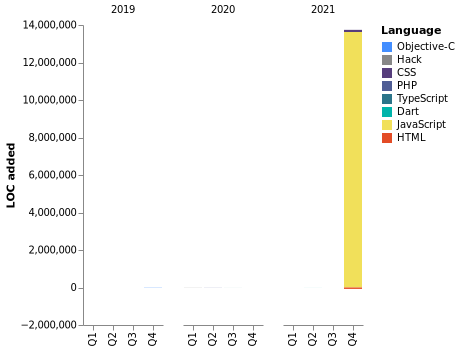 2019 2020 2021
LOC added
14,000,000
12,000,000
10,000,000
8,000,000
6,000,000
4,000,000
2,000,000
0
−2,000,000
Q1 Q2 Q3 Q4 Q1 Q2 Q3 Q4 Q1 Q2 Q3 Q4
Language
Objective-C
Hack
CSS
PHP
TypeScript
Dart
JavaScript
HTML